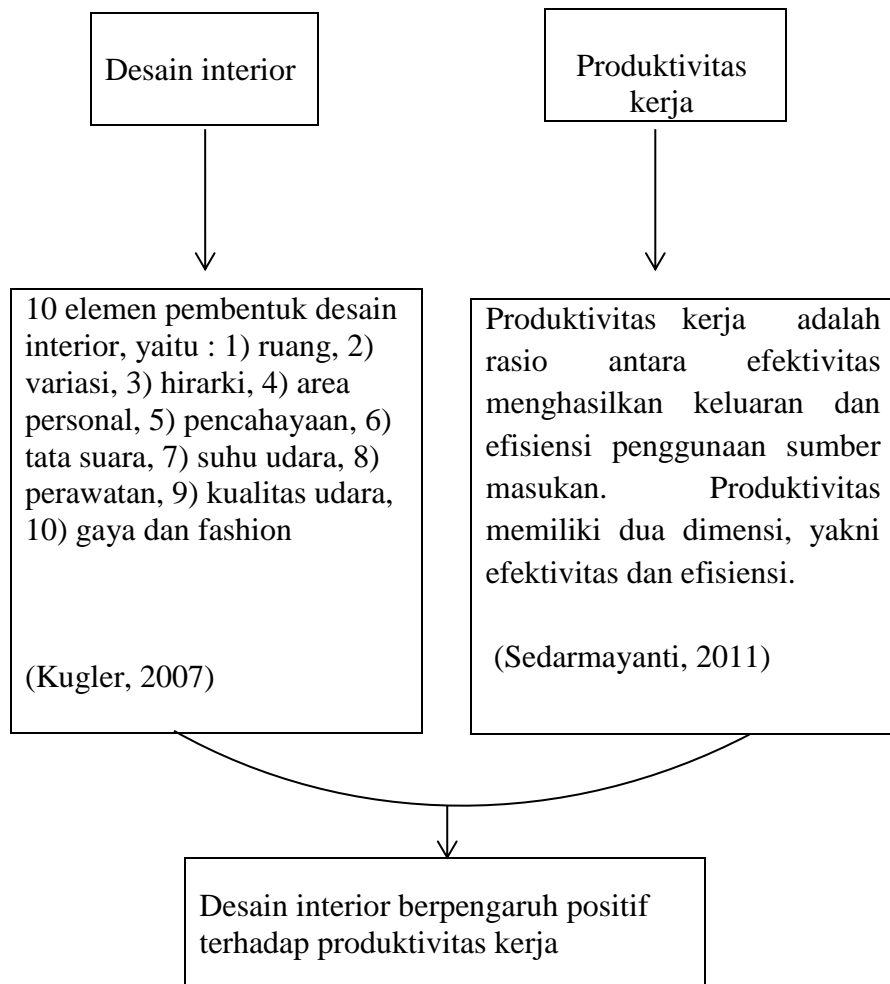 Desain interior
Produktivitas
kerja
10 elemen pembentuk desain
interior, yaitu : 1) ruang, 2)
variasi, 3) hirarki, 4) area
personal, 5) pencahayaan, 6)
tata suara, 7) suhu udara, 8)
perawatan, 9) kualitas udara,
10) gaya dan fashion
(Kugler, 2007)
Produktivitas kerja adalah
rasio antara efektivitas
menghasilkan keluaran dan
efisiensi penggunaan sumber
masukan. Produktivitas
memiliki dua dimensi, yakni
efektivitas dan efisiensi.
(Sedarmayanti, 2011)
Desain interior berpengaruh positif
terhadap produktivitas kerja